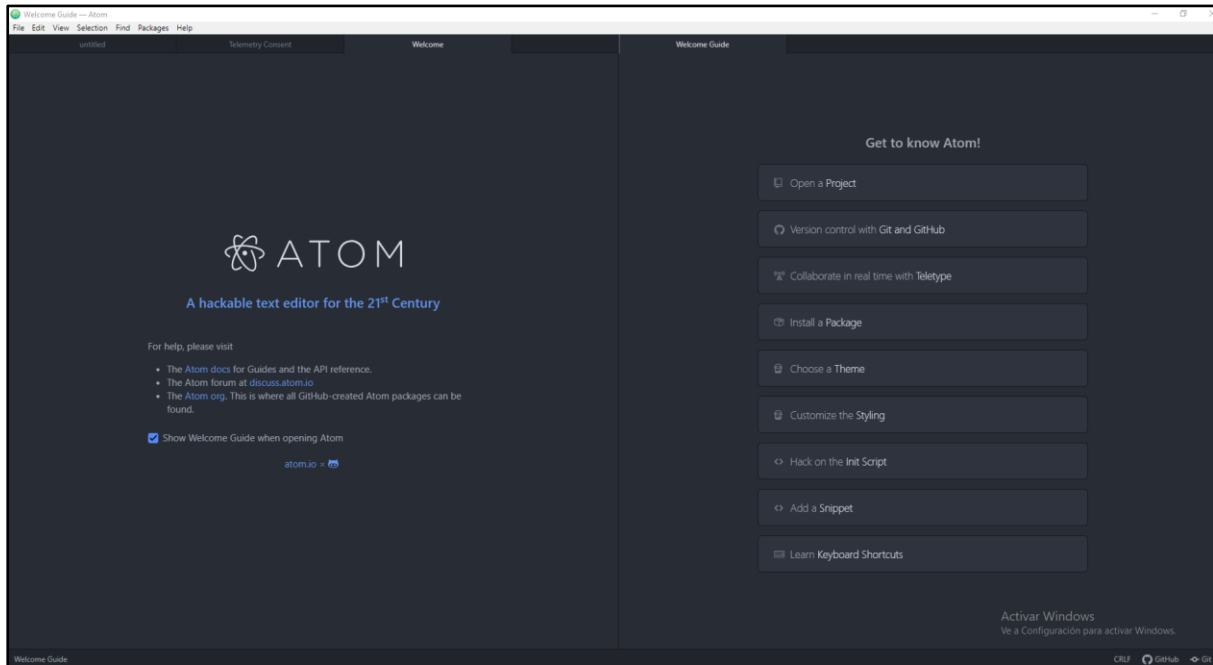 Welcome Guide — Atom
File Edit View Selection Find Packages Help
untitled
Telemetry Consent
Welcome
Welcome Guide
ATOM
A hackable text editor for the 21st Century
For help, please visit
• The Atom docs for Guides and the API reference.
• The Atom forum at discuss.atom.io
• The Atom org. This is where all GitHub-created Atom packages can be
found.
Show Welcome Guide when opening Atom
atom.io ×
Get to know Atom!
Open a Project
Version control with Git and GitHub
Collaborate in real time with Teletype
Install a Package
Choose a Theme
Customize the Styling
Hack on the Init Script
Add a Snippet
Learn Keyboard Shortcuts
Activar Windows
Ve a Configuración para activar Windows.
Welcome Guide
CRLF GitHub Git